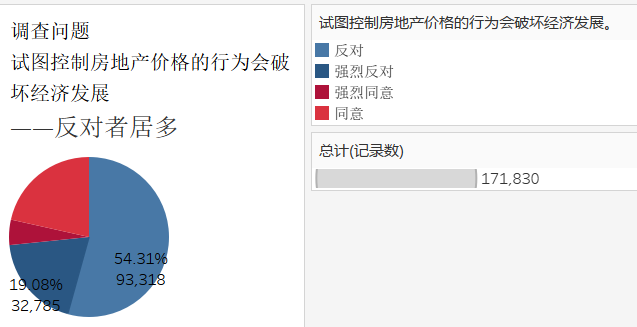 调查问题
试图控制房地产价格的行为会破
坏经济发展
——反对者居多
54.31%
93,318
19.08%
32,785
试图控制房地产价格的行为会破坏经济发展。
反对
强烈反对
强烈同意
同意
总计(记录数)
171,830